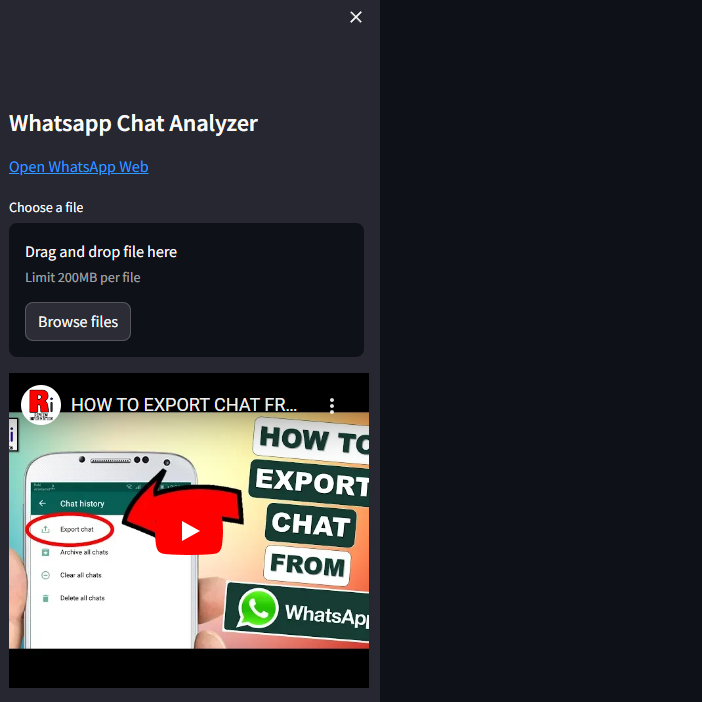 Whatsapp Chat Analyzer
Open WhatsApp Web
Choose a file
Drag and drop file here
Limit 200MB per file
Browse files
Ri
HOW TO EXPORT CHAT FR...
HOW TO
EXPORT
CHAT
FROM
WhatsApp
Chat history
Export chat
Archive all chats
Clear all chats
Delete all chats